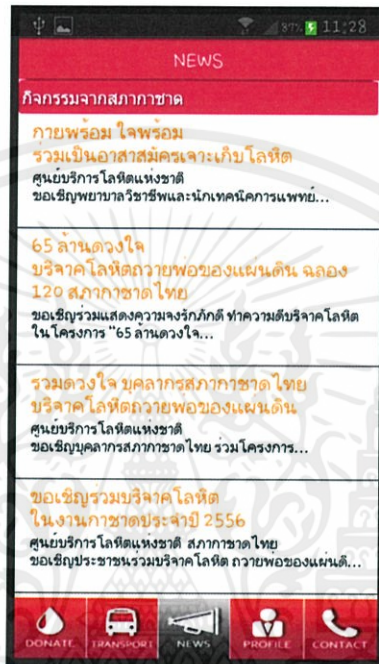 87% 11:28
NEWS
กิจกรรมจากสภากาชาด
กายพร้อม ใจพร้อม
ร่วมเป็นอาสาสมัครเจาะเก็บโลหิต
ศูนย์บริการโลหิตแห่งชาติ
ขอเชิญพยาบาลวิชาชีพและนักเทคนิคการแพทย์...
65 ล้านดวงใจ
บริจาคโลหิตถวายพ่อของแผ่นดิน ฉลอง
120 สภากาชาดไทย
ขอเชิญร่วมแสดงความจงรักภักดี ทำความดีบริจาคโลหิต
ในโครงการ "65 ล้านดวงใจ...
รวมดวงใจ บุคลากรสภากาชาดไทย
บริจาคโลหิตถวายพ่อของแผ่นดิน
ศูนย์บริการโลหิตแห่งชาติ
ขอเชิญบุคลากรสภากาชาดไทย ร่วมโครงการ...
ขอเชิญร่วมบริจาคโลหิต
ในงานกาชาดประจำปี 2556
ศูนย์บริการโลหิตแห่งชาติ สภากาชาดไทย
ขอเชิญประชาชนร่วมบริจาคโลหิต ถวายพ่อของแผ่นดิ...
DONATE TRANSPORT NEWS PROFILE CONTACT